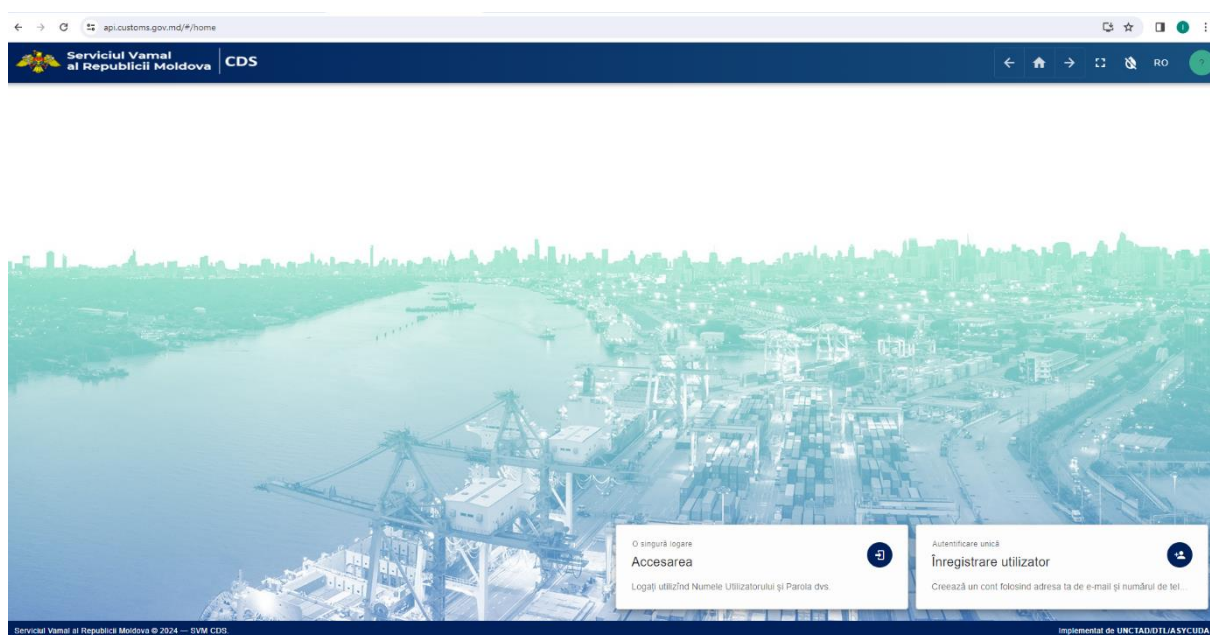 api.customs.gov.md/#/home
Serviciul Vamal
al Republicii Moldova
CDS
RO
?
O singură logare
Accesarea
Logați utilizînd Numele Utilizatorului și Parola dvs.
Autentificare unică
Înregistrare utilizator
Creează un cont folosind adresa ta de e-mail și numărul de tel...
Serviciul Vamal al Republicii Moldova © 2024 — SVM CDS.
Implementat de UNCTAD/DTL/ASYCUDA